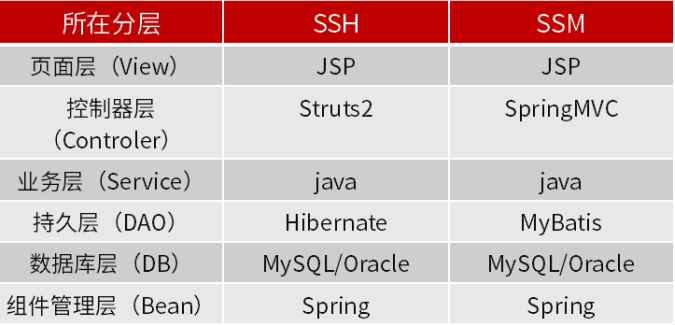 所在分层 SSH SSM
页面层（View） JSP JSP
控制器层 Struts2 SpringMVC
（Controler）
业务层（Service） java java
持久层（DAO） Hibernate MyBatis
数据库层（DB） MySQL/Oracle MySQL/Oracle
组件管理层（Bean） Spring Spring